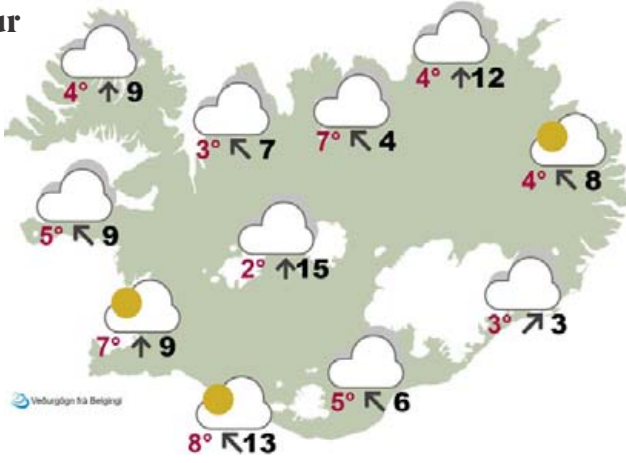 ur
4° ↑ 9
4° ↑12
3° ↖ 7
7° ↖ 4
4° ↖ 8
5° ↖ 9
2° ↑15
3° ↗ 3
7° ↑ 9
5° ↖ 6
8° ↖13
Veðurgögn frá Belgingi